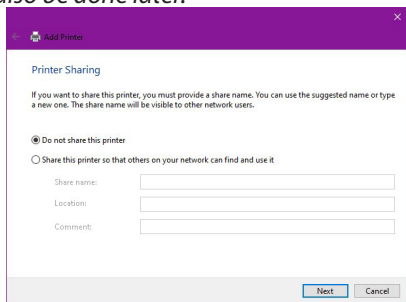 also be done later.
Add Printer
Printer Sharing
If you want to share this printer, you must provide a share name. You can use the suggested name or type
a new one. The share name will be visible to other network users.
Do not share this printer
Share this printer so that others on your network can find and use it
Share name:
Location:
Comment:
Next Cancel